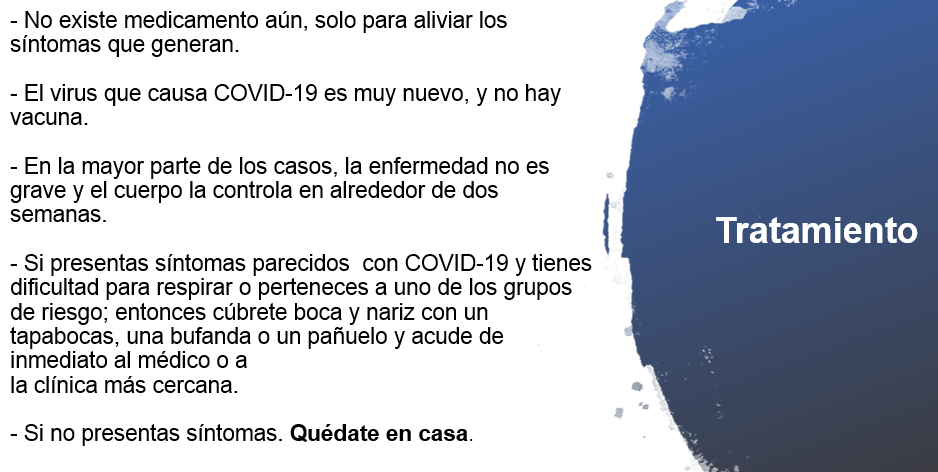 - No existe medicamento aún, solo para aliviar los
síntomas que generan.
- El virus que causa COVID-19 es muy nuevo, y no hay
vacuna.
- En la mayor parte de los casos, la enfermedad no es
grave y el cuerpo la controla en alrededor de dos
semanas.
- Si presentas síntomas parecidos  con COVID-19 y tienes
dificultad para respirar o perteneces a uno de los grupos
de riesgo; entonces cúbrete boca y nariz con un
tapabocas, una bufanda o un pañuelo y acude de
inmediato al médico o a
la clínica más cercana.
- Si no presentas síntomas. Quédate en casa.
Tratamiento